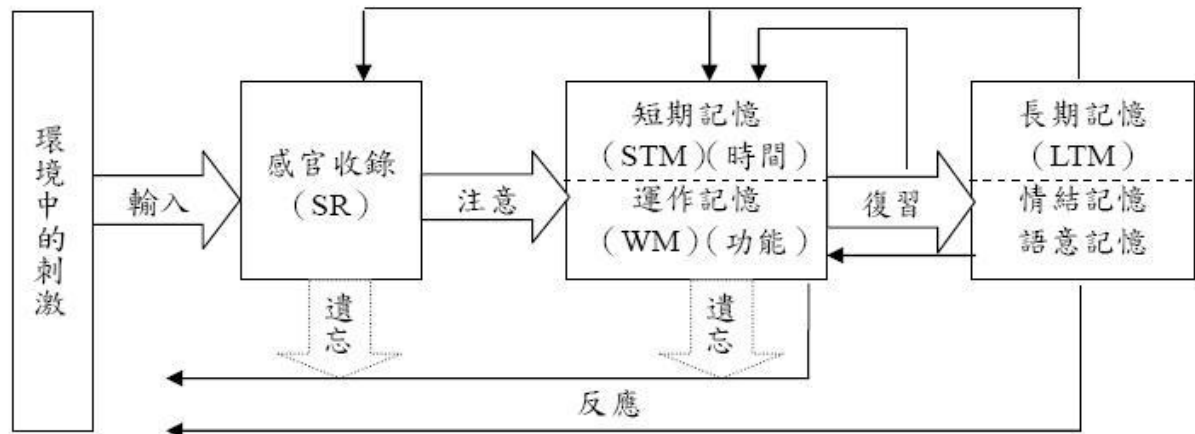 環境中的刺激
輸入
感官收錄
（SR）
注意
短期記憶
（STM）（時間）
運作記憶
（WM）（功能）
復習
長期記憶
（LTM）
情結記憶
語意記憶
遺忘
遺忘
反應